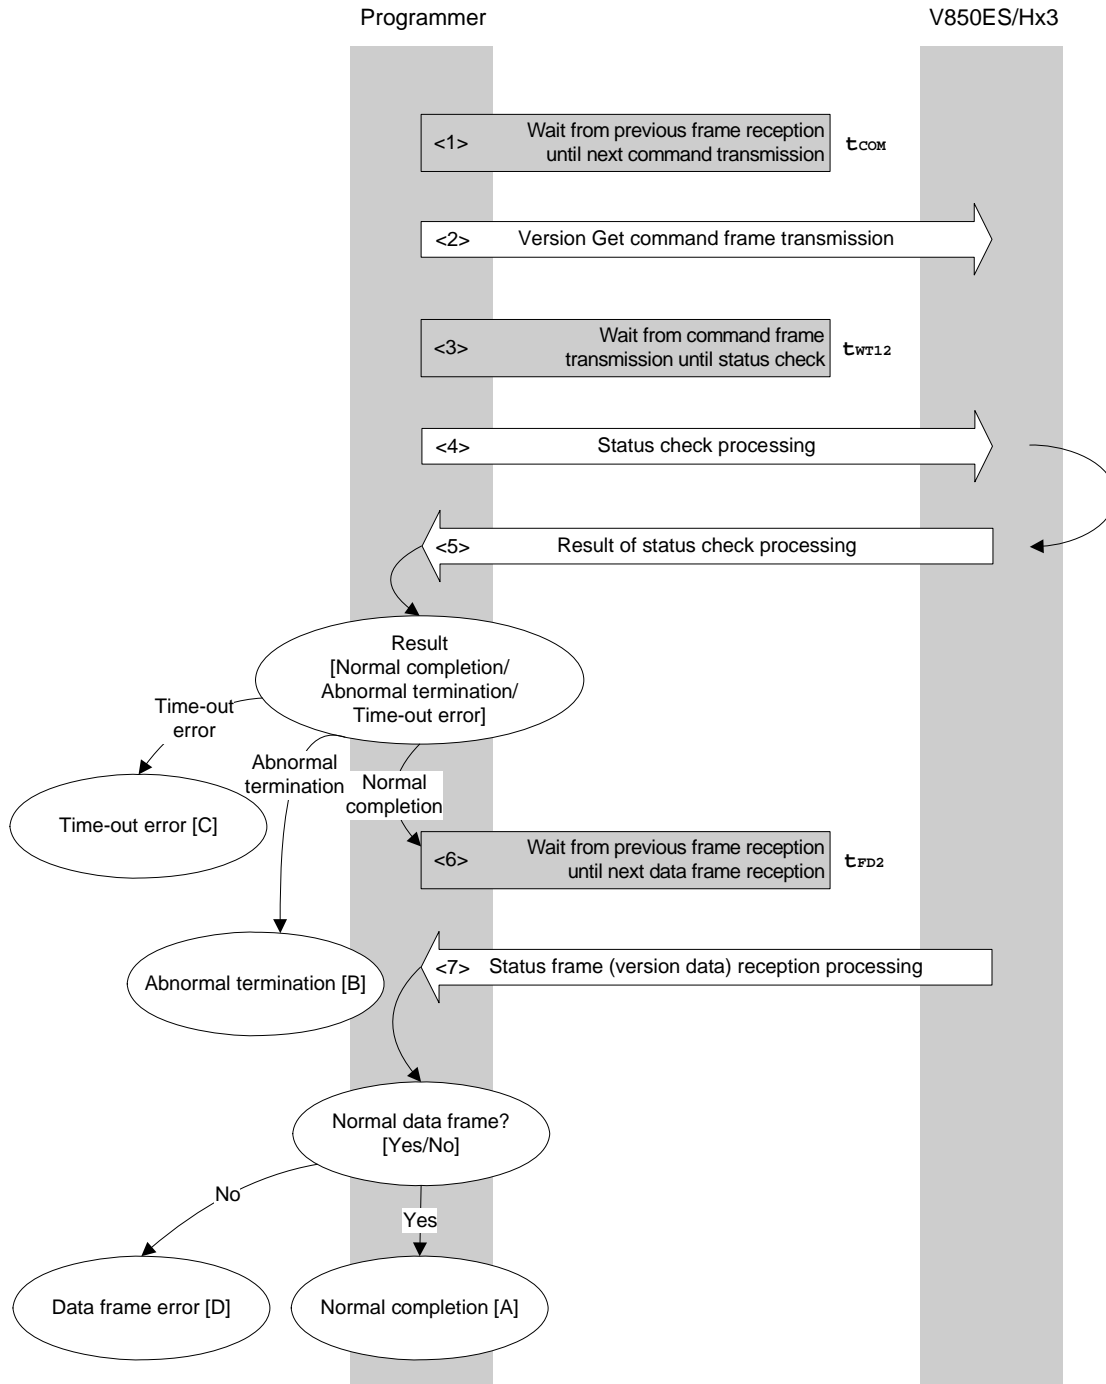 Programmer
V850ES/Hx3
<1>
Wait from previous frame reception
until next command transmission
tCOM
<2>
Version Get command frame transmission
<3>
Wait from command frame
transmission until status check
tWT12
<4>
Status check processing
<5>
Result of status check processing
Result
[Normal completion/
Abnormal termination/
Time-out error]
Time-out
error
Abnormal
termination
Normal
completion
Time-out error [C]
<6>
Wait from previous frame reception
until next data frame reception
tFD2
Abnormal termination [B]
<7>
Status frame (version data) reception processing
Normal data frame?
[Yes/No]
No
Yes
Data frame error [D]
Normal completion [A]